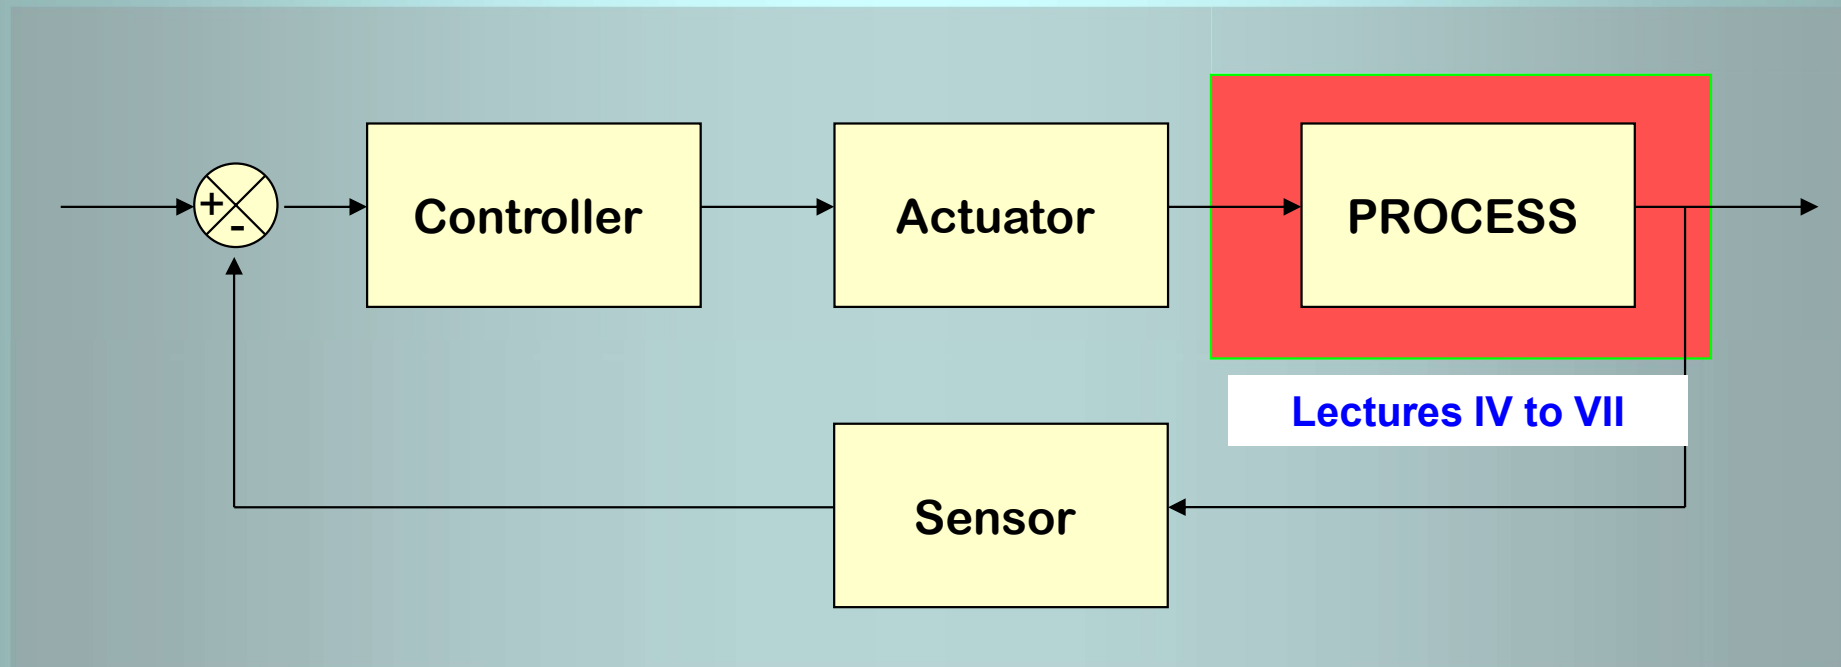 +
-
Controller
Actuator
PROCESS
Lectures IV to VII
Sensor